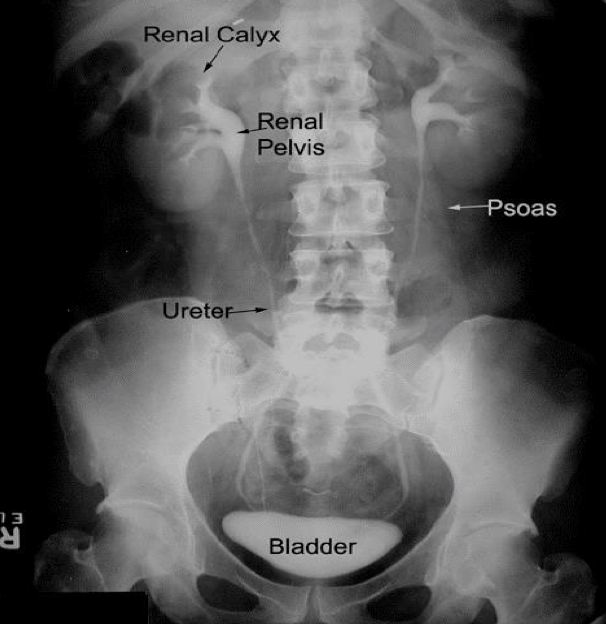 Renal Calyx
Renal
Pelvis
Psoas
Ureter
Bladder
R